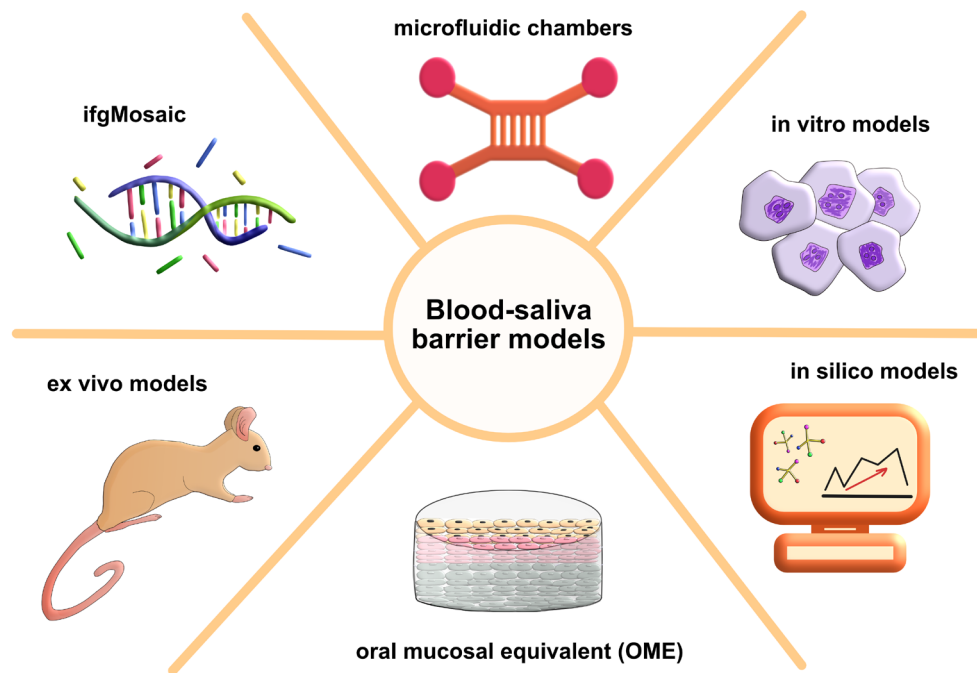 microfluidic chambers
ifgMosaic
in vitro models
Blood-saliva
barrier models
ex vivo models
in silico models
oral mucosal equivalent (OME)